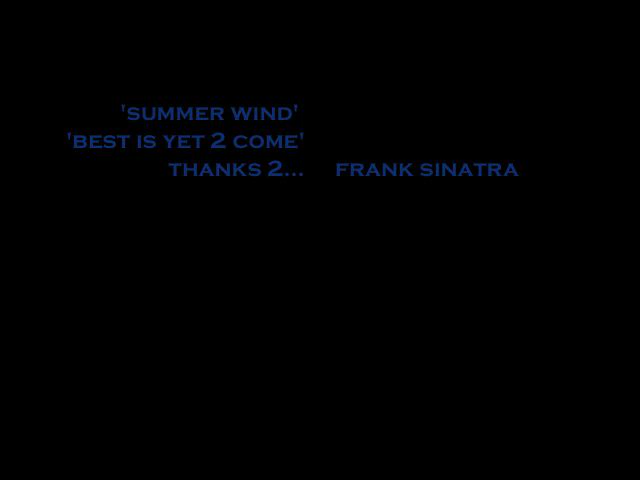 'SUMMER WIND'
'BEST IS YET 2 COME'
THANKS 2... FRANK SINATRA